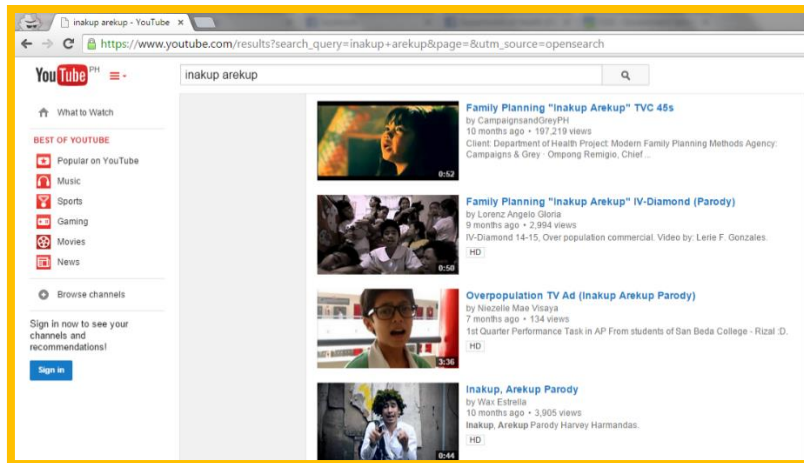 inakup arekup - YouTube
https://www.youtube.com/results?search_query=inakup+arekup&page=&utm_source=opensearch
YouTube PH
inakup arekup
What to Watch
BEST OF YOUTUBE
Popular on YouTube
Music
Sports
Gaming
Movies
News
Browse channels
Sign in now to see your
channels and
recommendations!
Sign in
Family Planning "Inakup Arekup" TVC 45s
by CampaignsandGreyPH
10 months ago • 197,219 views
Client: Department of Health Project: Modern Family Planning Methods Agency:
Campaigns & Grey · Ompong Remigio, Chief ...
0:52
Family Planning "Inakup Arekup" IV-Diamond (Parody)
by Lorenz Angelo Gloria
9 months ago • 2,994 views
IV-Diamond 14-15, Over population commercial. Video by: Lerie F. Gonzales.
HD
0:50
Overpopulation TV Ad (Inakup Arekup Parody)
by Niezelle Mae Visaya
7 months ago • 134 views
1st Quarter Performance Task in AP From students of San Beda College - Rizal :D.
HD
3:36
Inakup, Arekup Parody
by Wax Estrella
10 months ago • 3,905 views
Inakup, Arekup Parody Harvey Harmandas.
HD
0:44